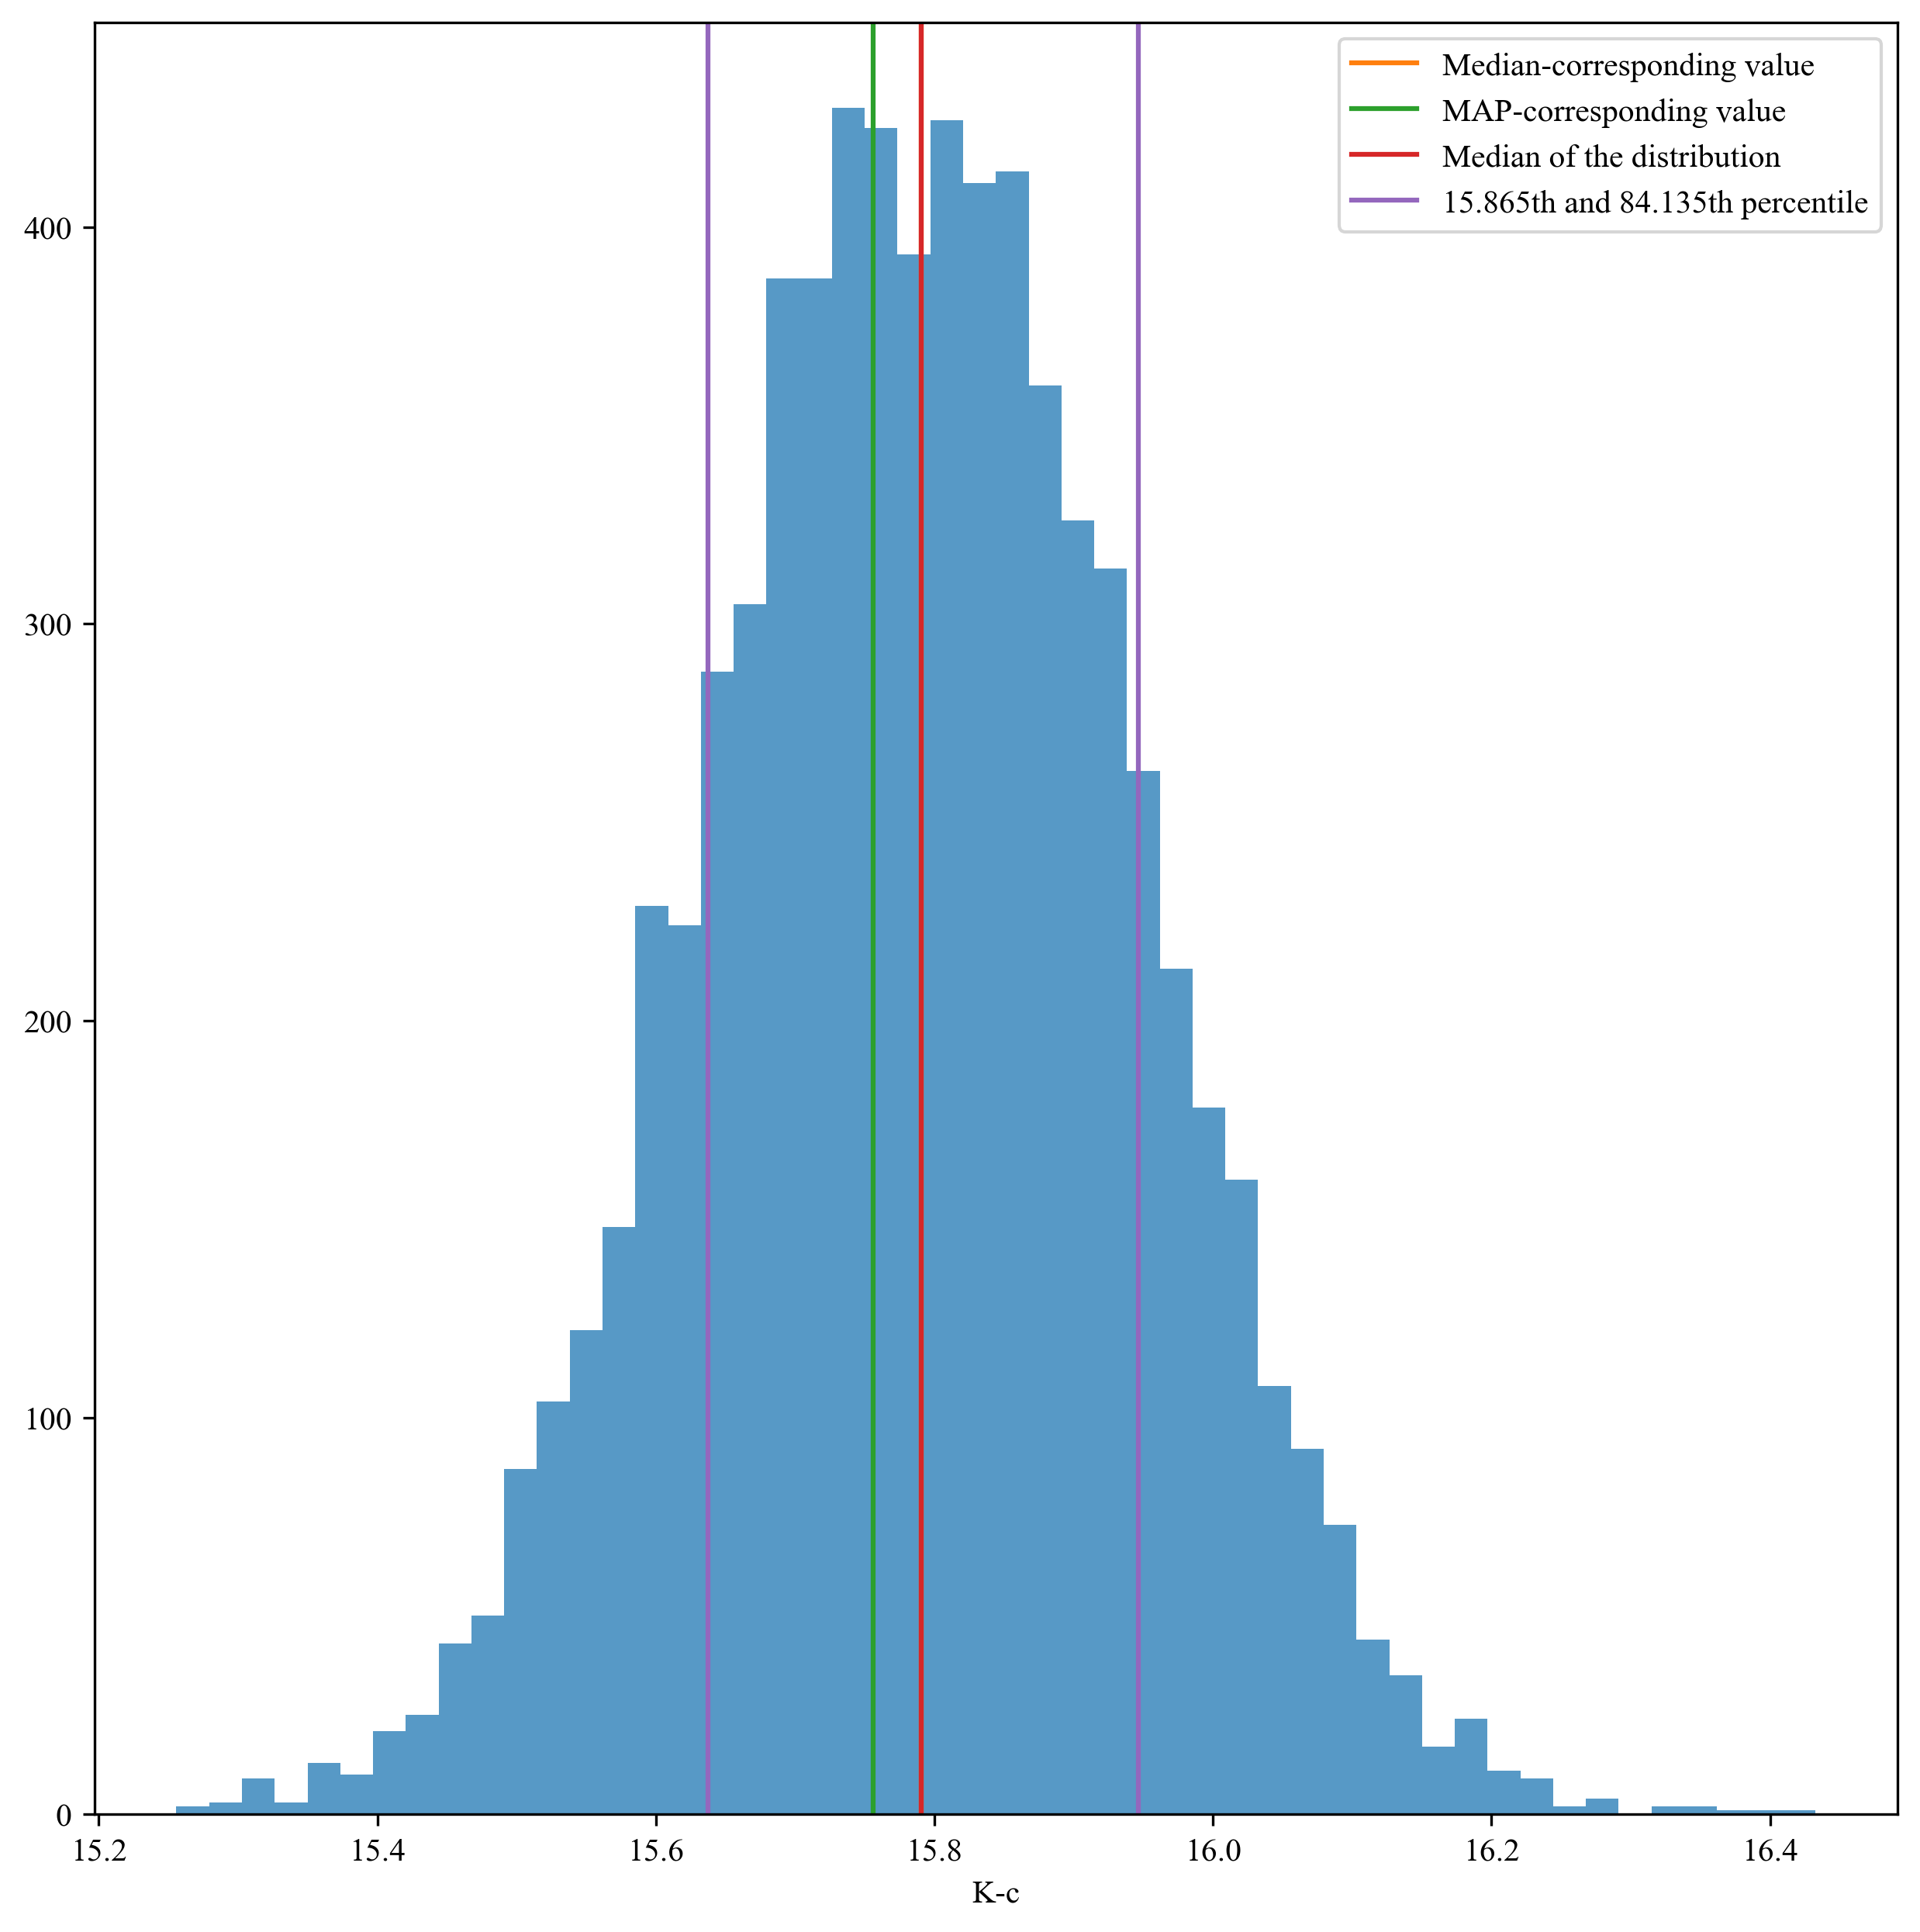 Median-corresponding value
MAP-corresponding value
Median of the distribution
15.865th and 84.135th percentile
400
300
200
100
0
15.2 15.4 15.6 15.8 16.0 16.2 16.4
K-c